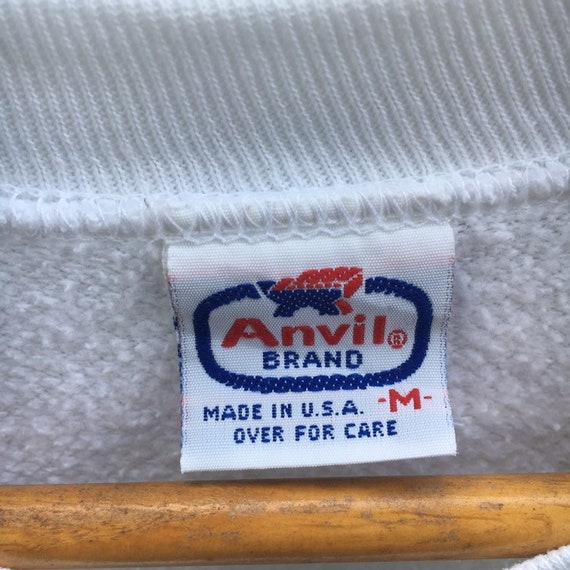 Anvil®
BRAND
MADE IN U.S.A. -M-
OVER FOR CARE